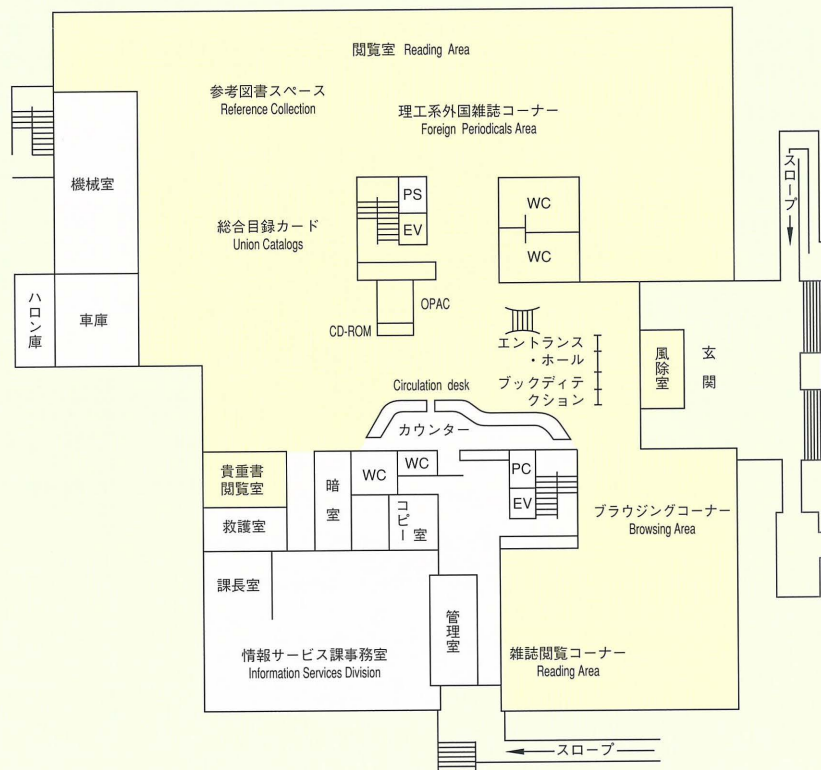 閲覧室 Reading Area
参考図書スペース
Reference Collection
理工系外国雑誌コーナー
Foreign Periodicals Area
機械室
PS
EV
WC
WC
スロープ
総合目録カード
Union Catalogs
ハロン庫
車庫
OPAC
CD-ROM
エントランス
・ホール
ブックディテ
クション
風除室
玄関
Circulation desk
カウンター
貴重書
閲覧室
救護室
暗室
WC
WC
コピー室
PC
EV
ブラウジングコーナー
Browsing Area
課長室
情報サービス課事務室
Information Services Division
管理室
雑誌閲覧コーナー
Reading Area
スロープ